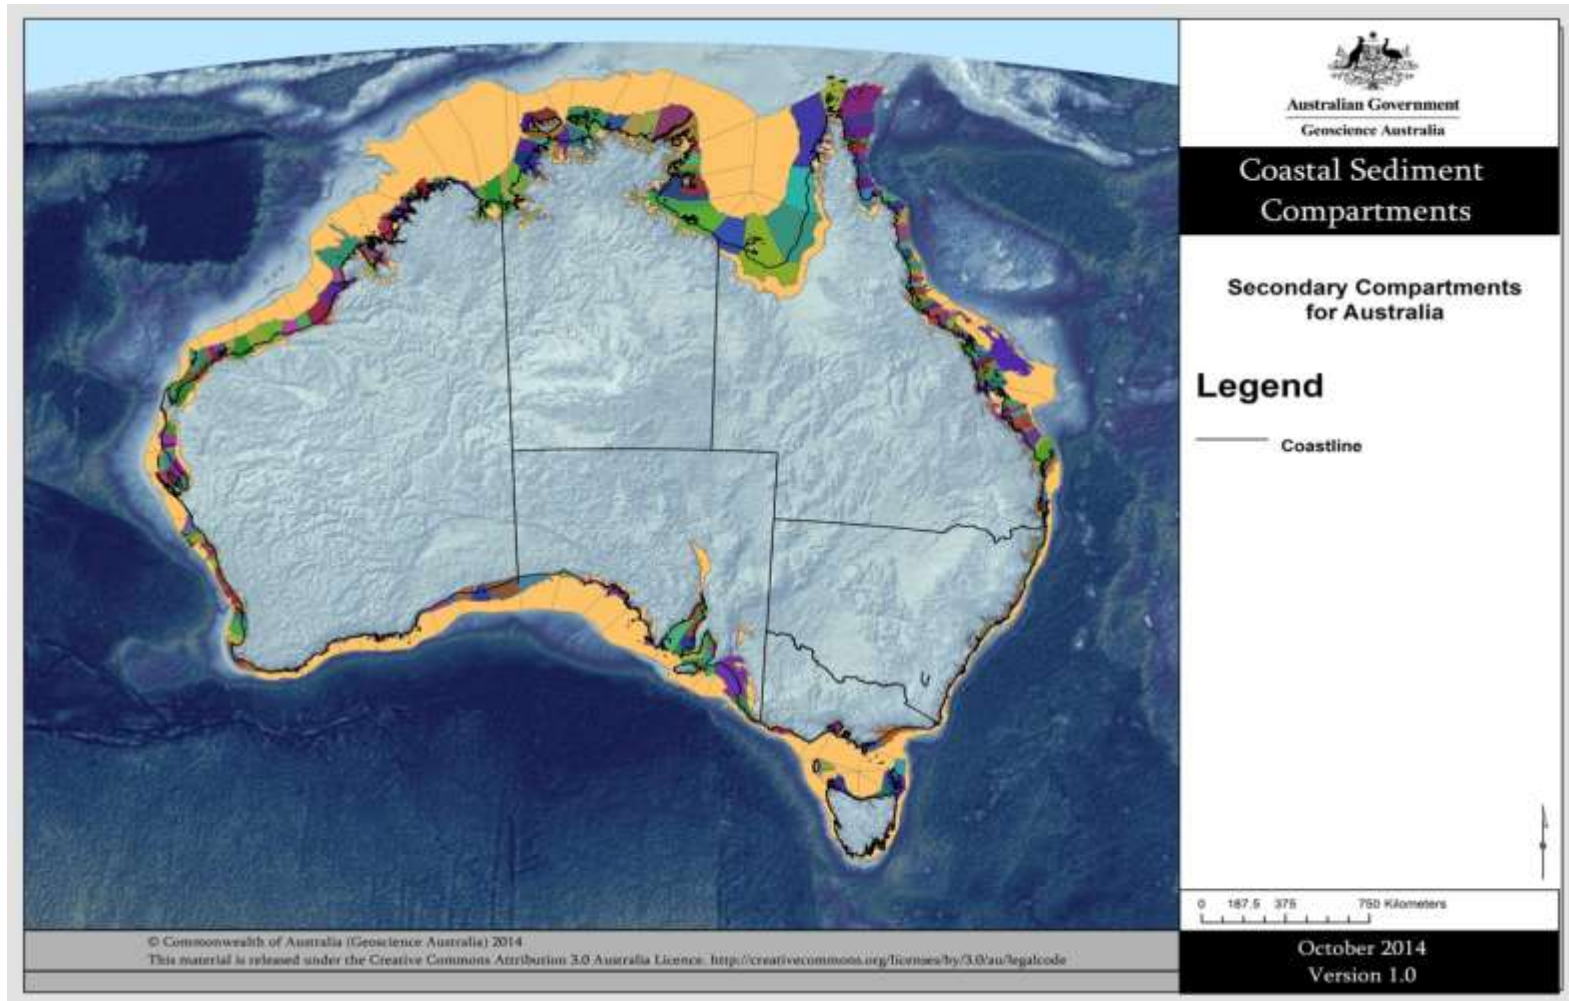 Australian Government
Geoscience Australia
Coastal Sediment
Compartments
Secondary Compartments
for Australia
Legend
Coastline
0 187.5 375 750 Kilometers
© Commonwealth of Australia (Geoscience Australia) 2014
This material is released under the Creative Commons Attribution 3.0 Australia Licence. http://creativecommons.org/licenses/by/3.0/au/legalcode
October 2014
Version 1.0